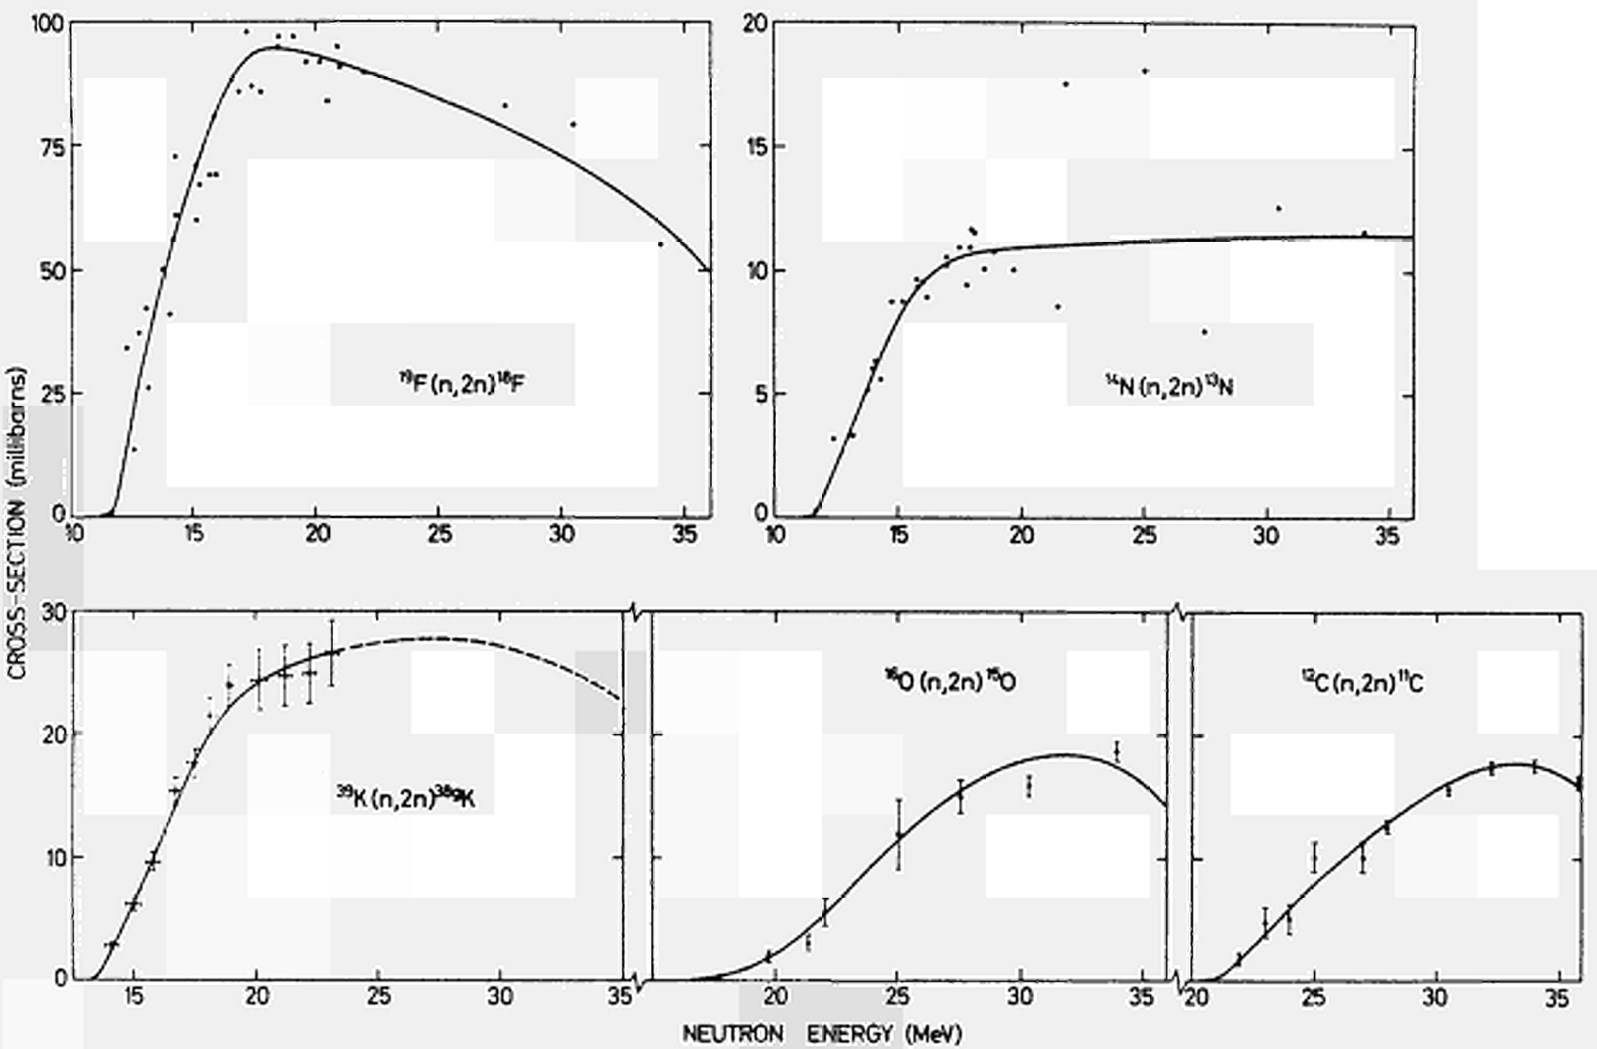 CROSS-SECTION (millibarns)
100
75
50
25
0
10 15 20 25 30 35
¹⁹F(n,2n)¹⁸F
20
15
10
5
0
10 15 20 25 30 35
¹⁴N(n,2n)¹³N
30
20
10
0
15 20 25 30 35
³⁹K(n,2n)³⁸ᵍK
20 25 30 35
¹⁶O(n,2n)¹⁵O
20 25 30 35
¹²C(n,2n)¹¹C
NEUTRON ENERGY (MeV)